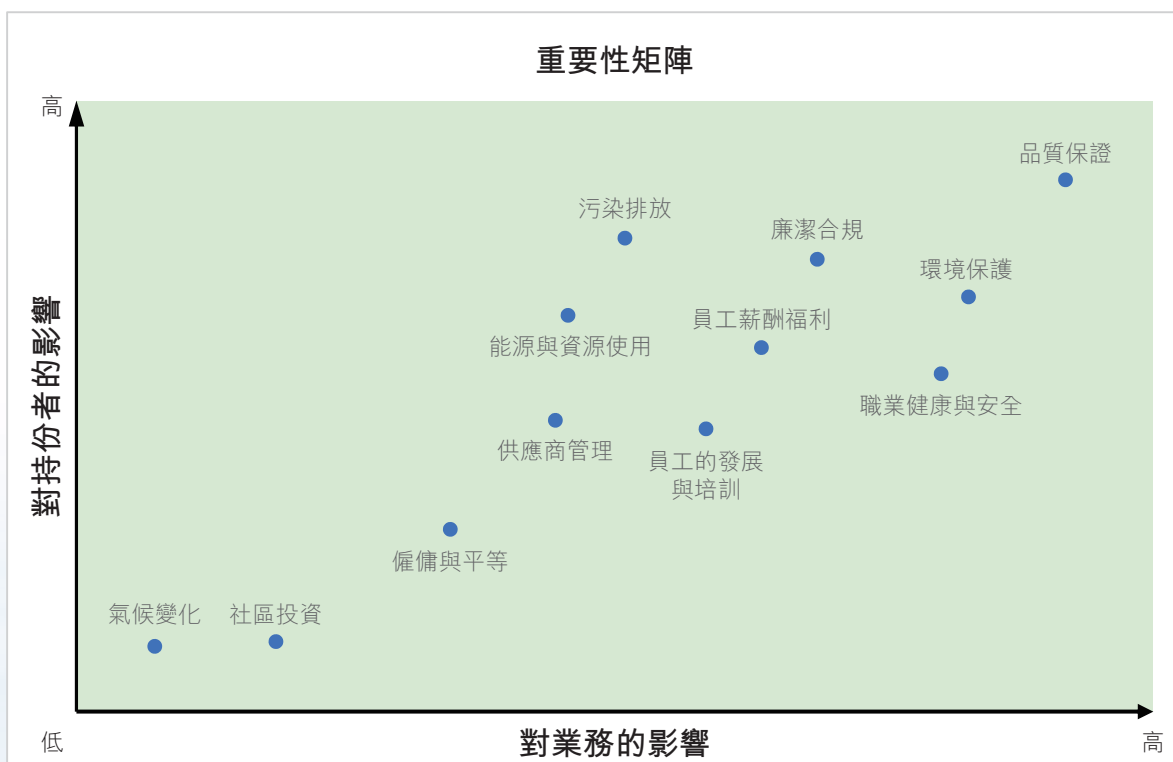 重要性矩陣
高
品質保證
污染排放
廉潔合規
環境保護
員工薪酬福利
能源與資源使用
職業健康與安全
供應商管理
員工的發展
與培訓
僱傭與平等
氣候變化
社區投資
對持份者的影響
低
對業務的影響
高